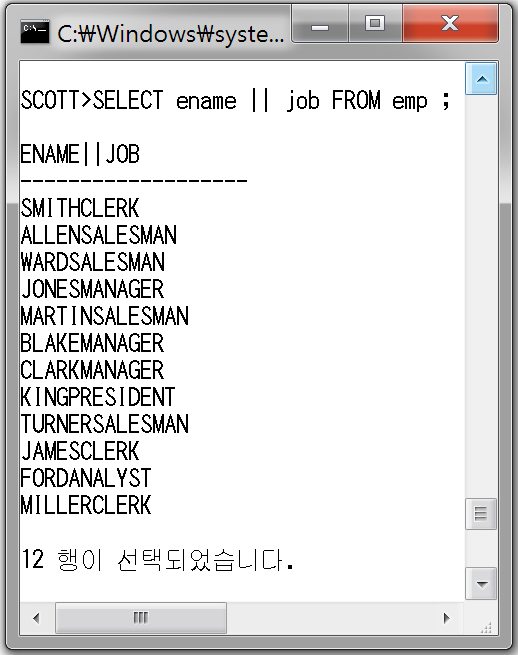 C:₩Windows₩syste...
SCOTT>SELECT ename || job FROM emp ;
ENAME||JOB
-------------------
SMITHCLERK
ALLENSALESMAN
WARDSALESMAN
JONESMANAGER
MARTINSALESMAN
BLAKEMANAGER
CLARKMANAGER
KINGPRESIDENT
TURNERSALESMAN
JAMESCLERK
FORDANALYST
MILLERCLERK
12 행이 선택되었습니다.